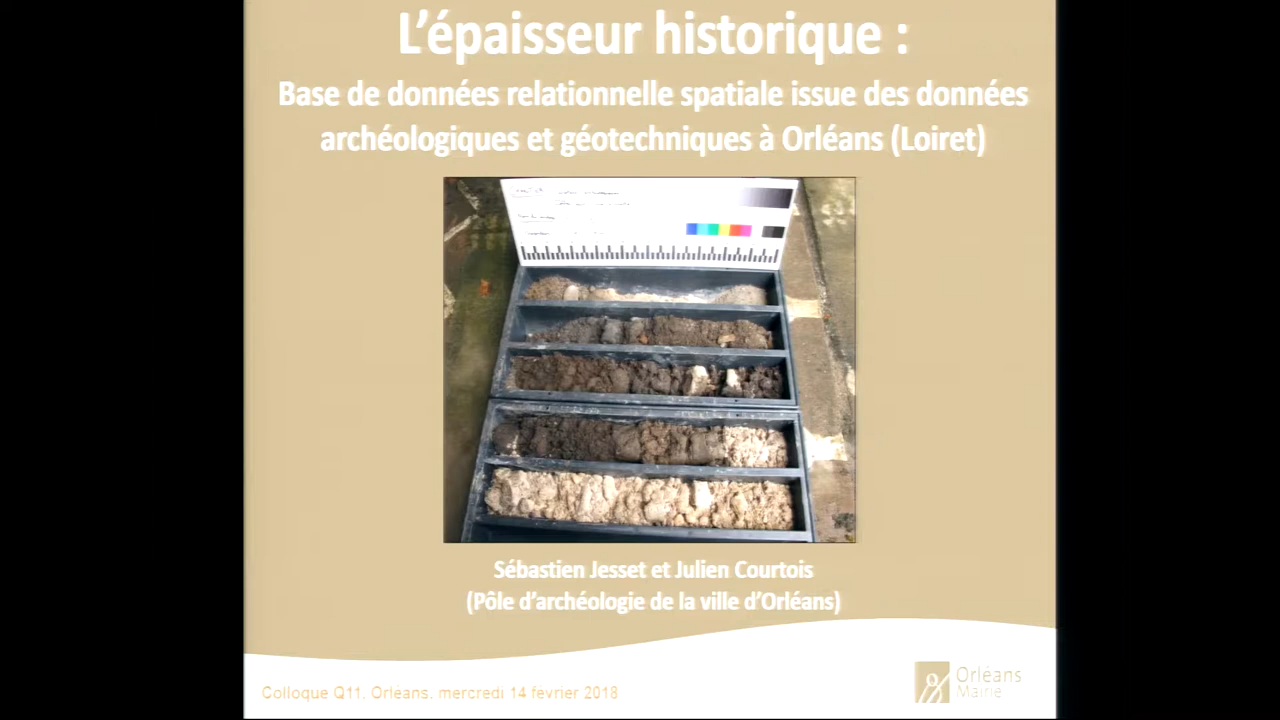 L'épaisseur historique :
Base de données relationnelle spatiale issue des données
archéologiques et géotechniques à Orléans (Loiret)
Sébastien Jesset et Julien Courtois
(Pôle d'archéologie de la ville d'Orléans)
Colloque Q11. Orléans. mercredi 14 février 2018
Orléans
Mairie